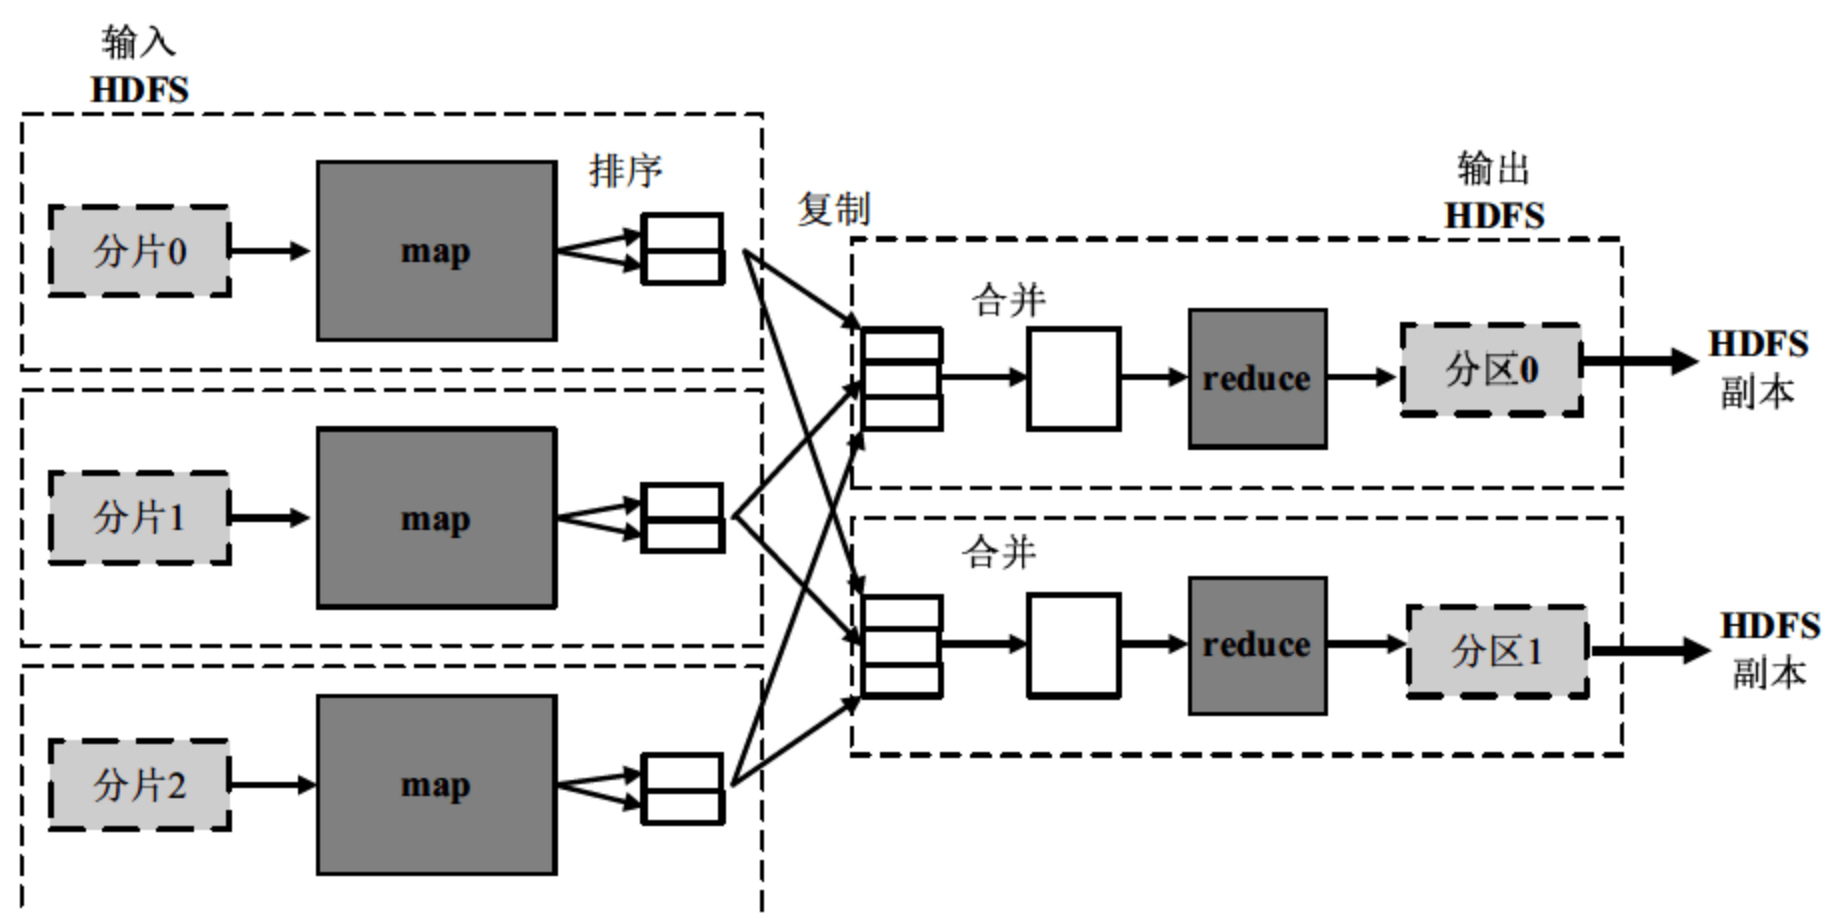 输入
HDFS
分片0
map
排序
复制
分片1
map
分片2
map
输出
HDFS
合并
reduce
分区0
HDFS
副本
合并
reduce
分区1
HDFS
副本